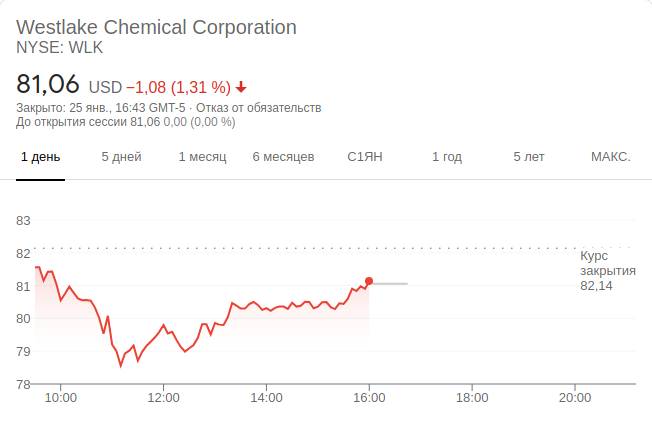 Westlake Chemical Corporation
NYSE: WLK
81,06 USD −1,08 (1,31 %)
Закрыто: 25 янв., 16:43 GMT-5 · Отказ от обязательств
До открытия сессии 81,06 0,00 (0,00 %)
1 день 5 дней 1 месяц 6 месяцев С1ЯН 1 год 5 лет МАКС.
83
82
81
80
79
78
Курс
закрытия
82,14
10:00 12:00 14:00 16:00 18:00 20:00